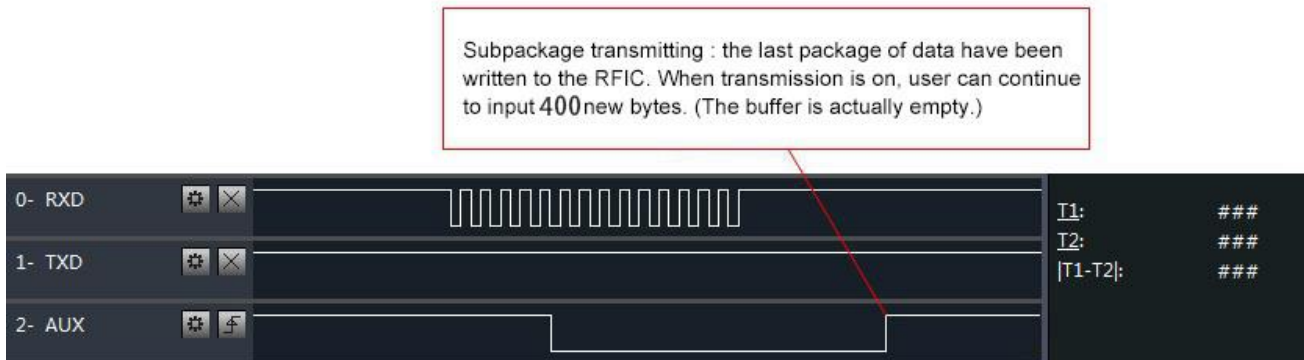 Subpackage transmitting : the last package of data have been
written to the RFIC. When transmission is on, user can continue
to input 400 new bytes. (The buffer is actually empty.)
0- RXD
T1: ###
1- TXD
T2: ###
|T1-T2|: ###
2- AUX